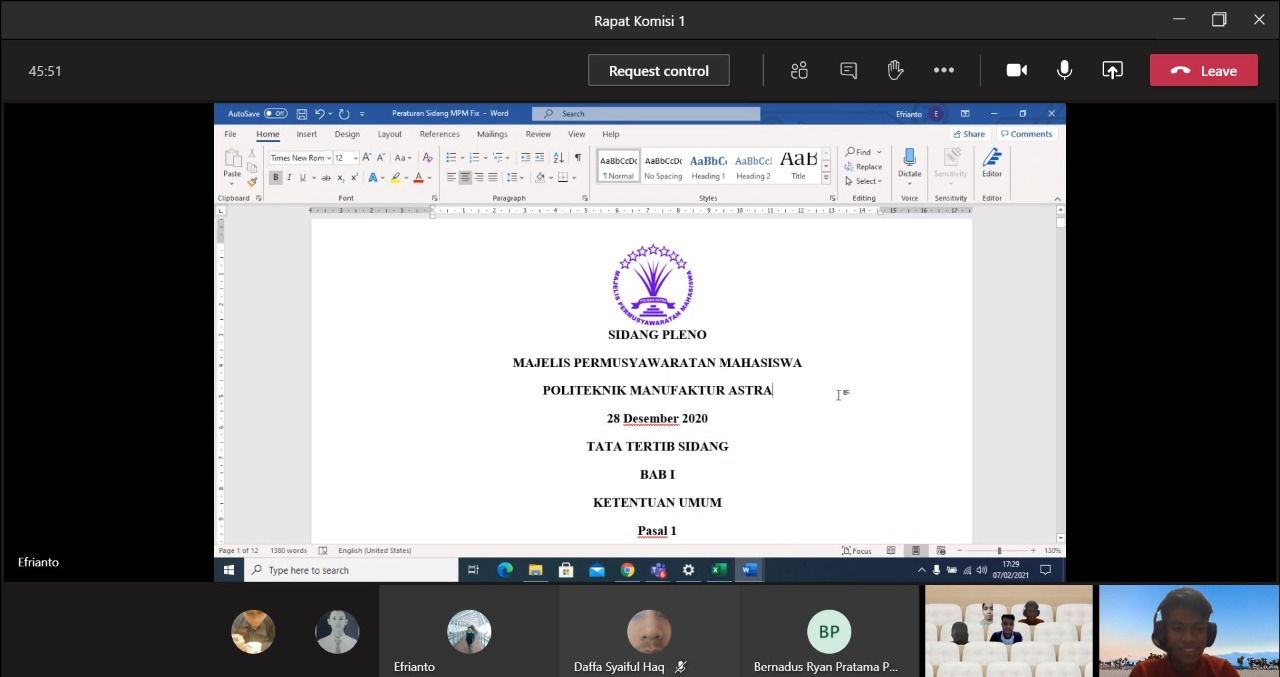 Rapat Komisi 1
45:51
Request control
Leave
AutoSave Off
Peraturan Sidang MPM Fix - Word
Search
Efrianto
E
File Home Insert Design Layout References Mailings Review View Help
Share
Comments
Paste
Clipboard
Times New Rom
12
Font
Paragraph
AaBbCcDc AaBbCcDc AaBbCc AaBbCcI AaB
¶ Normal No Spacing Heading 1 Heading 2 Title
Styles
Find
Replace
Select
Editing
Dictate
Voice
Sensitivity
Sensitivity
Editor
Editor
MAJELIS PERMUSYAWARATAN MAHASISWA
POLMAN ASTRA
SIDANG PLENO
MAJELIS PERMUSYAWARATAN MAHASISWA
POLITEKNIK MANUFAKTUR ASTRA
28 Desember 2020
TATA TERTIB SIDANG
BAB I
KETENTUAN UMUM
Pasal 1
Page 1 of 12 1380 words English (United States)
Focus
130%
Type here to search
17:29
07/02/2021
Efrianto
Efrianto
Daffa Syaiful Haq
BP
Bernadus Ryan Pratama P...